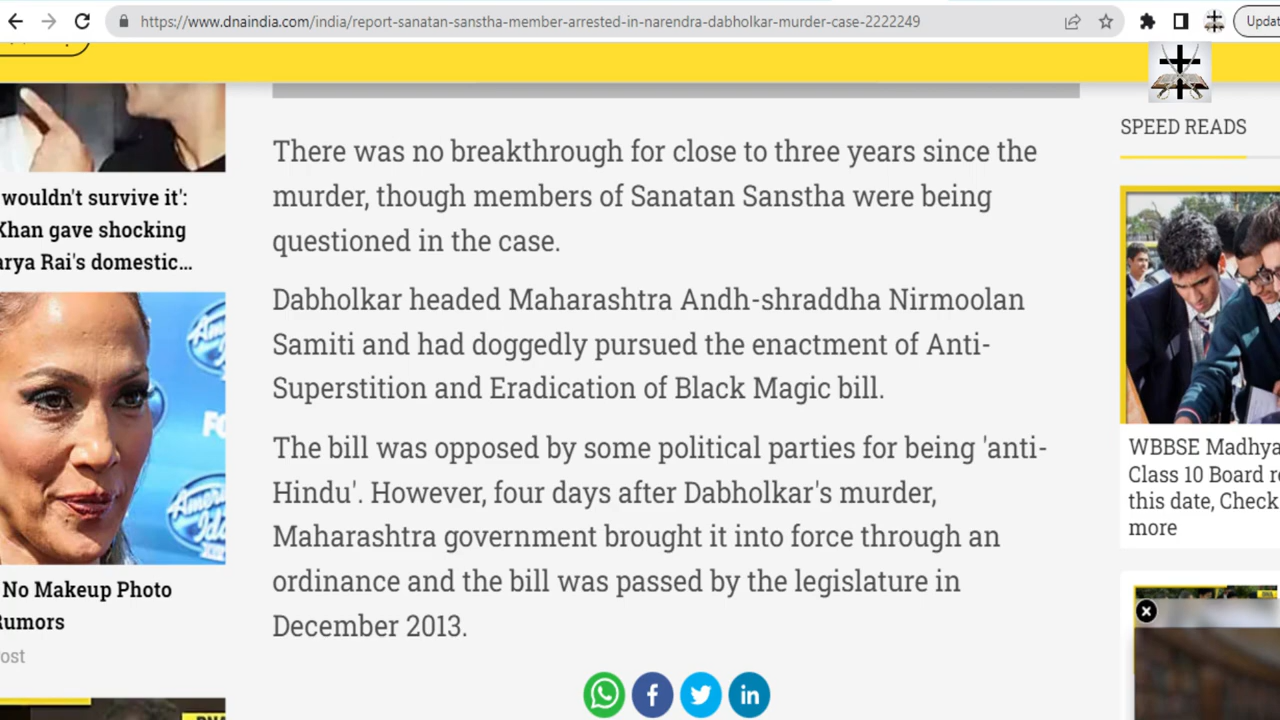 https://www.dnaindia.com/india/report-sanatan-sanstha-member-arrested-in-narendra-dabholkar-murder-case-2222249
Updat
There was no breakthrough for close to three years since the
murder, though members of Sanatan Sanstha were being
questioned in the case.
Dabholkar headed Maharashtra Andh-shraddha Nirmoolan
Samiti and had doggedly pursued the enactment of Anti-
Superstition and Eradication of Black Magic bill.
The bill was opposed by some political parties for being 'anti-
Hindu'. However, four days after Dabholkar's murder,
Maharashtra government brought it into force through an
ordinance and the bill was passed by the legislature in
December 2013.
wouldn't survive it':
Khan gave shocking
arya Rai's domestic...
No Makeup Photo
Rumors
ost
SPEED READS
WBBSE Madhya
Class 10 Board re
this date, Check
more